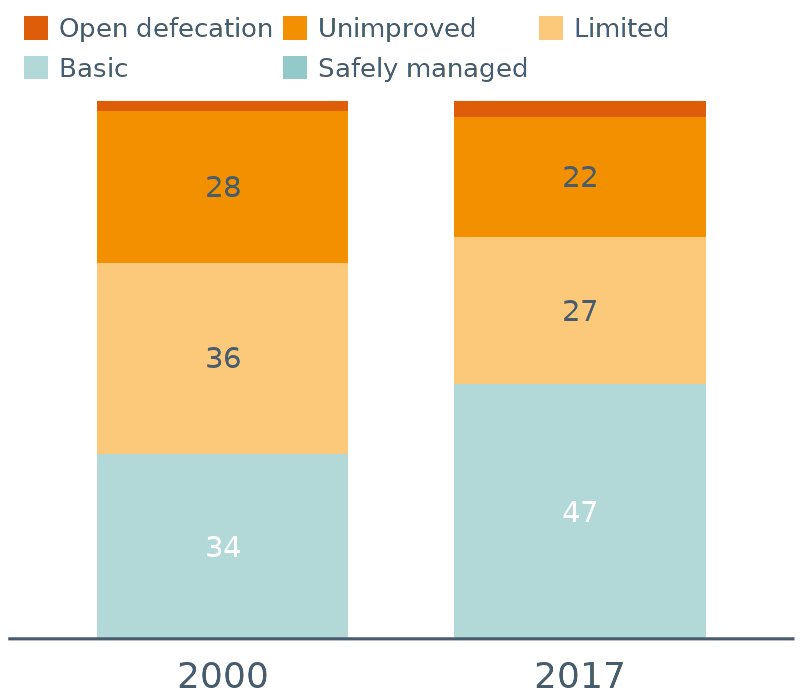 Open defecation Unimproved Limited
Basic Safely managed
28 22
36 27
34 47
2000 2017